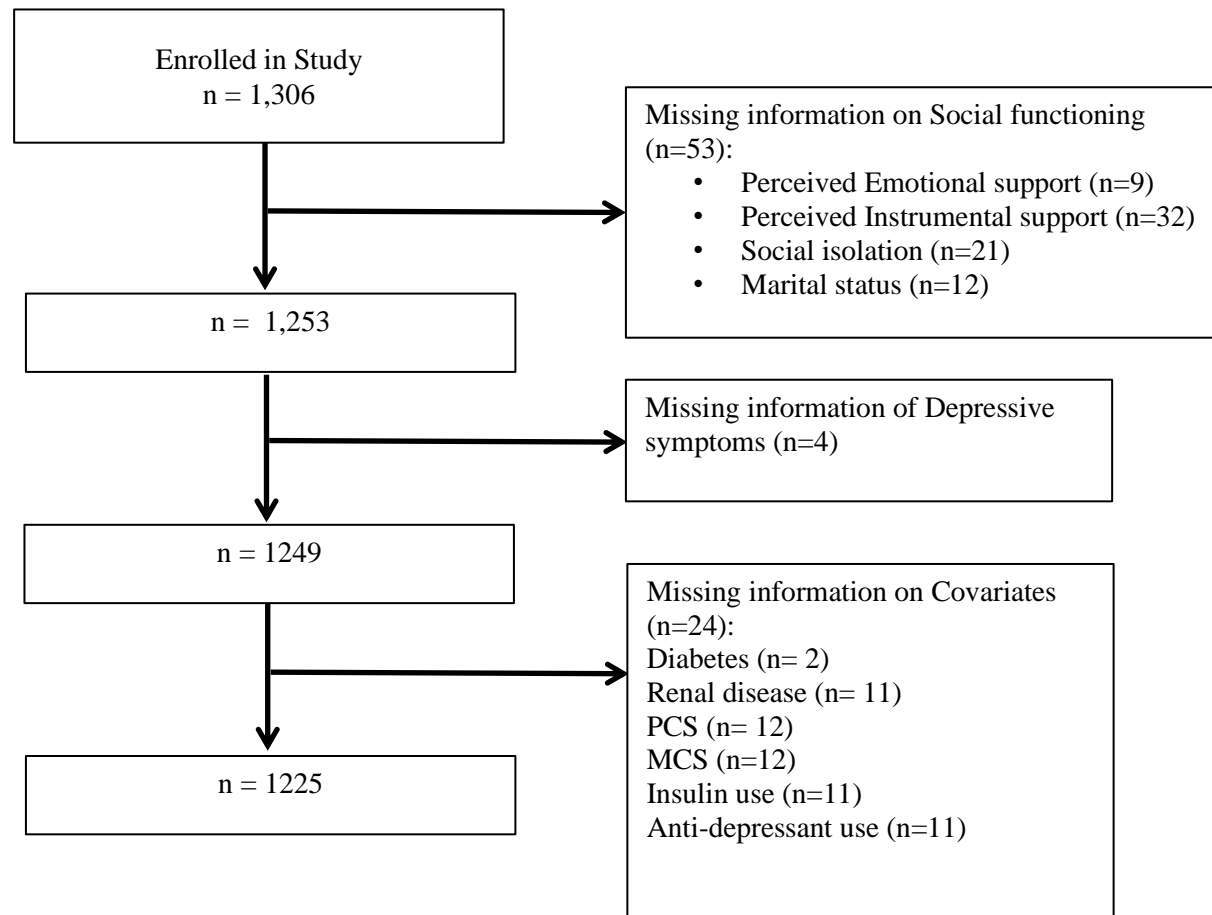 Enrolled in Study
n = 1,306
Missing information on Social functioning
(n=53):
• Perceived Emotional support (n=9)
• Perceived Instrumental support (n=32)
• Social isolation (n=21)
• Marital status (n=12)
n =  1,253
Missing information of Depressive
symptoms (n=4)
n = 1249
Missing information on Covariates
(n=24):
Diabetes (n= 2)
Renal disease (n= 11)
PCS (n= 12)
MCS (n=12)
Insulin use (n=11)
Anti-depressant use (n=11)
n = 1225